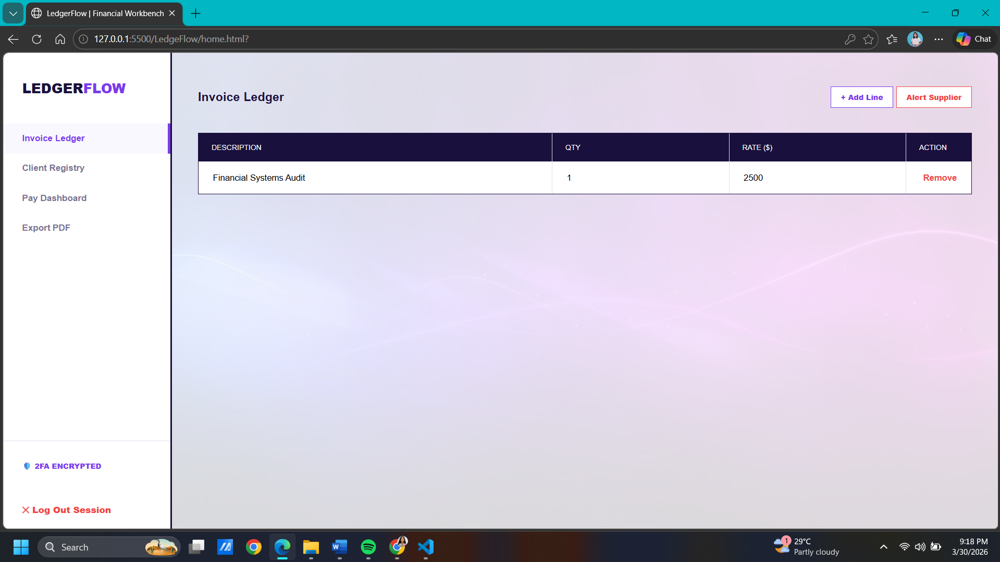 LedgerFlow | Financial Workbench
127.0.0.1:5500/LedgeFlow/home.html?
Chat
LEDGERFLOW
Invoice Ledger
Client Registry
Pay Dashboard
Export PDF
2FA ENCRYPTED
Log Out Session
Invoice Ledger
+ Add Line
Alert Supplier
DESCRIPTION QTY RATE ($) ACTION
Financial Systems Audit 1 2500 Remove
Search
1
29°C
Partly cloudy
9:18 PM
3/30/2026